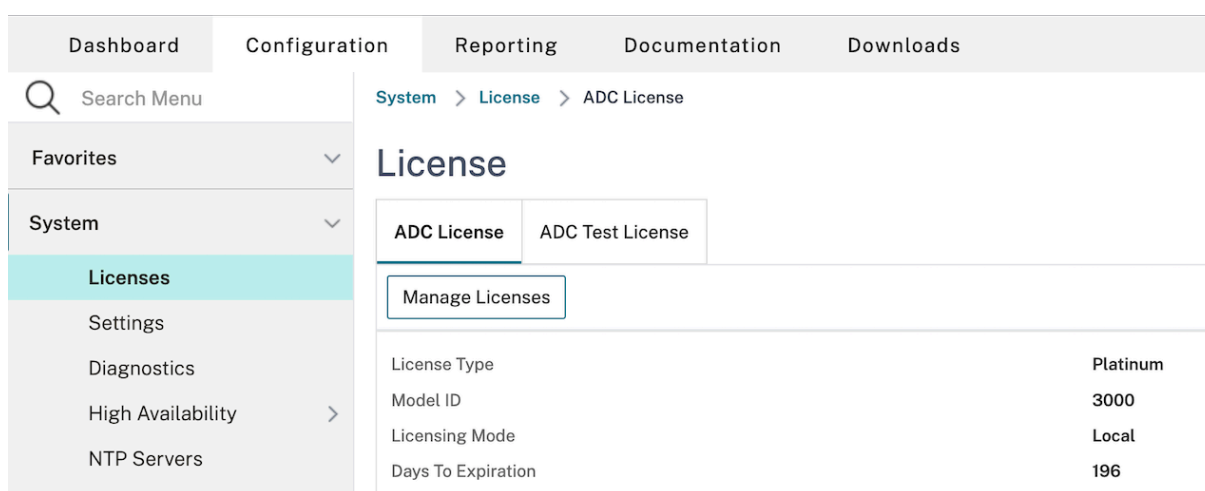 Dashboard Configuration Reporting Documentation Downloads
Search Menu
Favorites
System
Licenses
Settings
Diagnostics
High Availability
NTP Servers
System > License > ADC License
License
ADC License ADC Test License
Manage Licenses
License Type Platinum
Model ID 3000
Licensing Mode Local
Days To Expiration 196